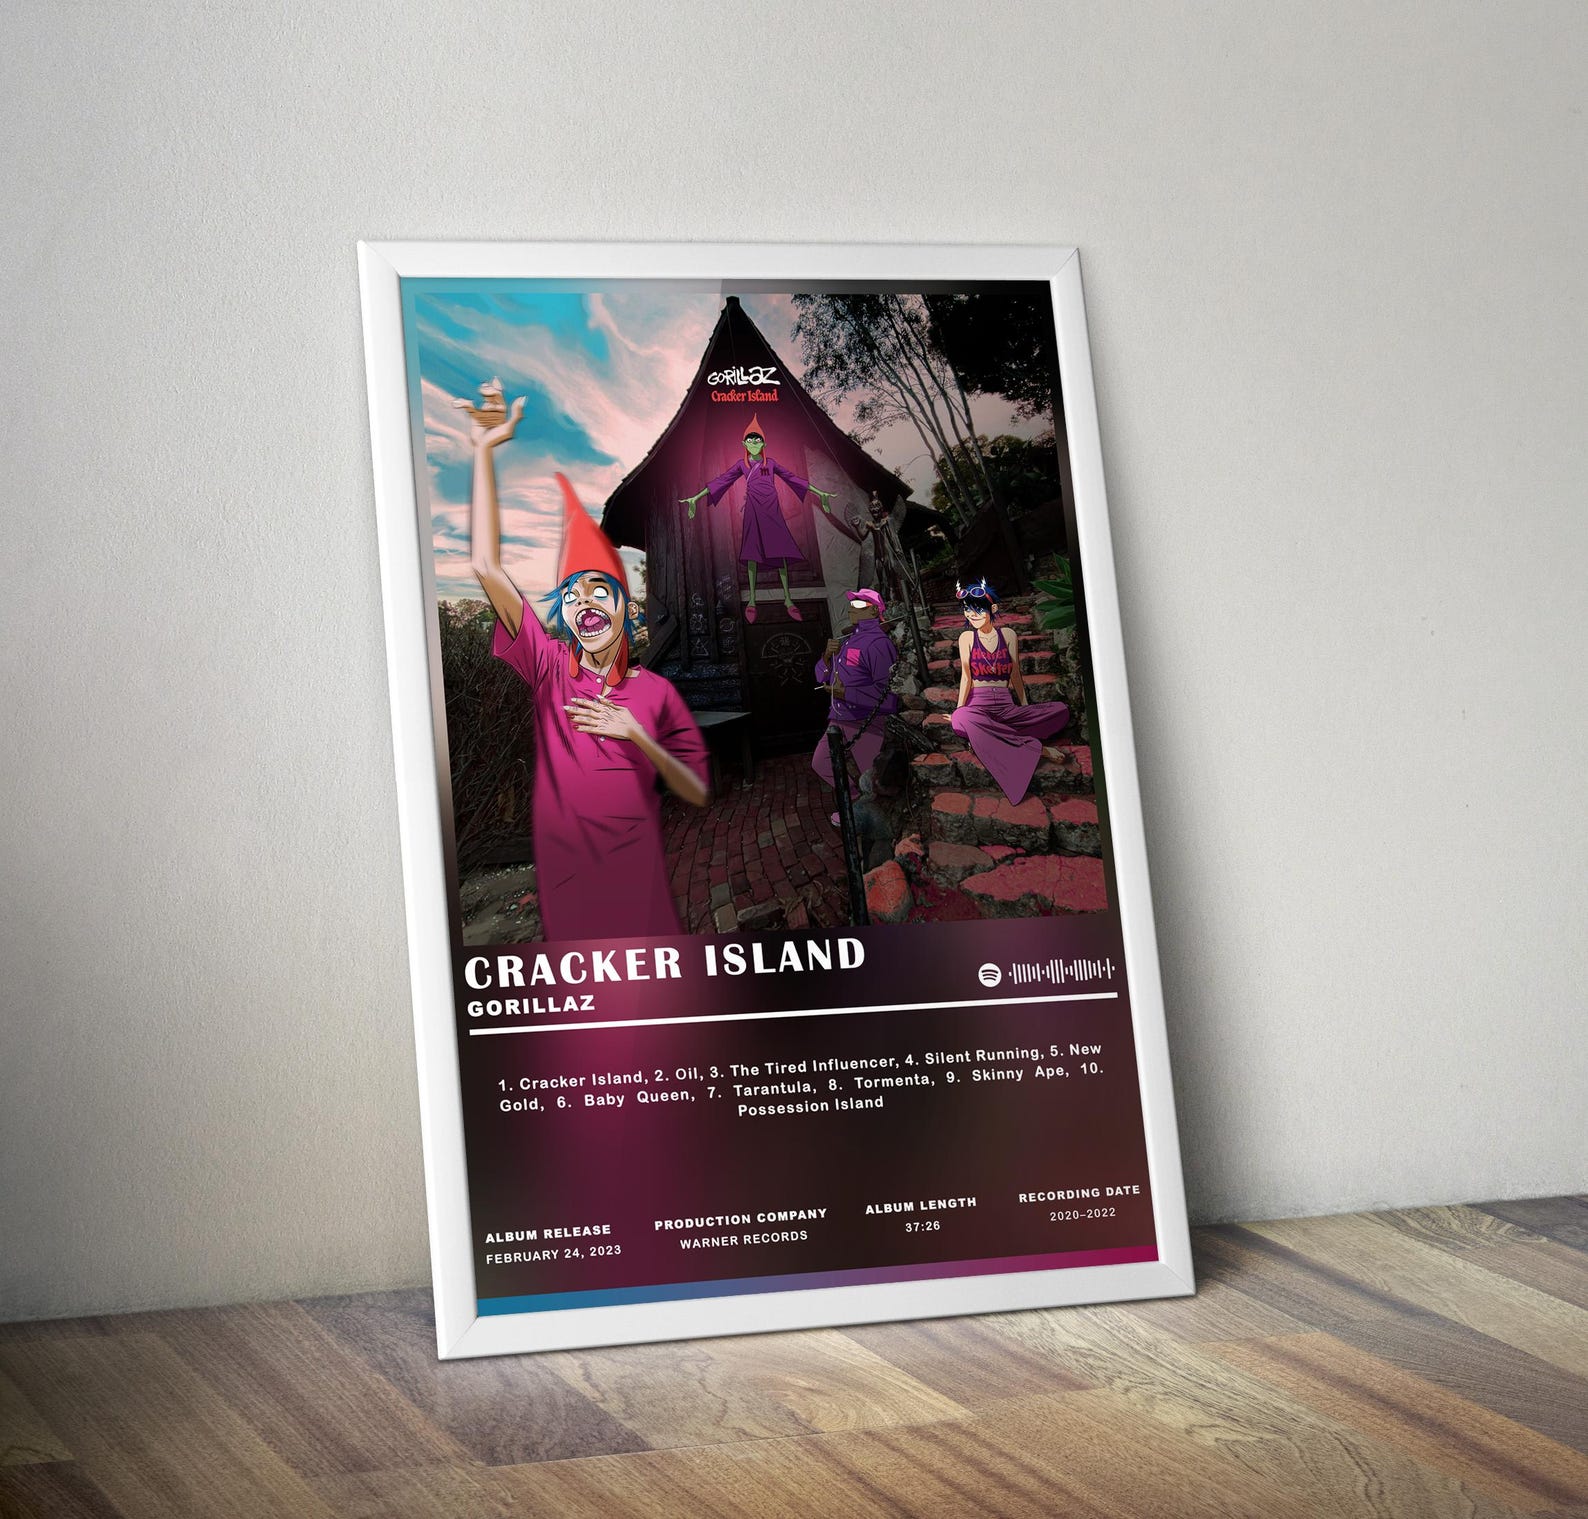 GORILLAZ
Cracker Island
Helter
Skelter
CRACKER ISLAND
GORILLAZ
1. Cracker Island, 2. Oil, 3. The Tired Influencer, 4. Silent Running, 5. New
Gold, 6. Baby Queen, 7. Tarantula, 8. Tormenta, 9. Skinny Ape, 10.
Possession Island
ALBUM RELEASE
FEBRUARY 24, 2023
PRODUCTION COMPANY
WARNER RECORDS
ALBUM LENGTH
37:26
RECORDING DATE
2020–2022